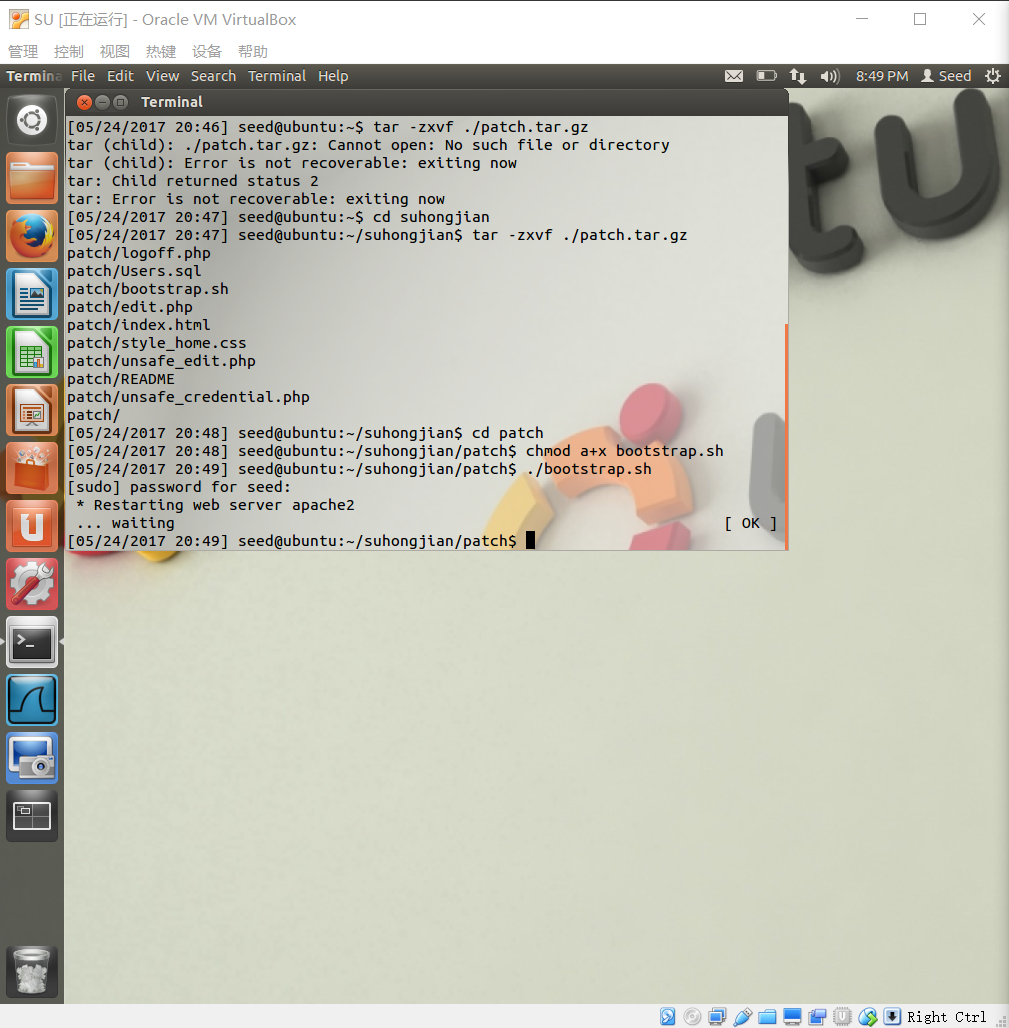 SU [正在运行] - Oracle VM VirtualBox
管理 控制 视图 热键 设备 帮助
Termina File Edit View Search Terminal Help 8:49 PM Seed
Terminal
[05/24/2017 20:46] seed@ubuntu:~$ tar -zxvf ./patch.tar.gz
tar (child): ./patch.tar.gz: Cannot open: No such file or directory
tar (child): Error is not recoverable: exiting now
tar: Child returned status 2
tar: Error is not recoverable: exiting now
[05/24/2017 20:47] seed@ubuntu:~$ cd suhongjian
[05/24/2017 20:47] seed@ubuntu:~/suhongjian$ tar -zxvf ./patch.tar.gz
patch/logoff.php
patch/Users.sql
patch/bootstrap.sh
patch/edit.php
patch/index.html
patch/style_home.css
patch/unsafe_edit.php
patch/README
patch/unsafe_credential.php
patch/
[05/24/2017 20:48] seed@ubuntu:~/suhongjian$ cd patch
[05/24/2017 20:48] seed@ubuntu:~/suhongjian/patch$ chmod a+x bootstrap.sh
[05/24/2017 20:49] seed@ubuntu:~/suhongjian/patch$ ./bootstrap.sh
[sudo] password for seed:
 * Restarting web server apache2
 ... waiting [ OK ]
[05/24/2017 20:49] seed@ubuntu:~/suhongjian/patch$
tu
Right Ctrl